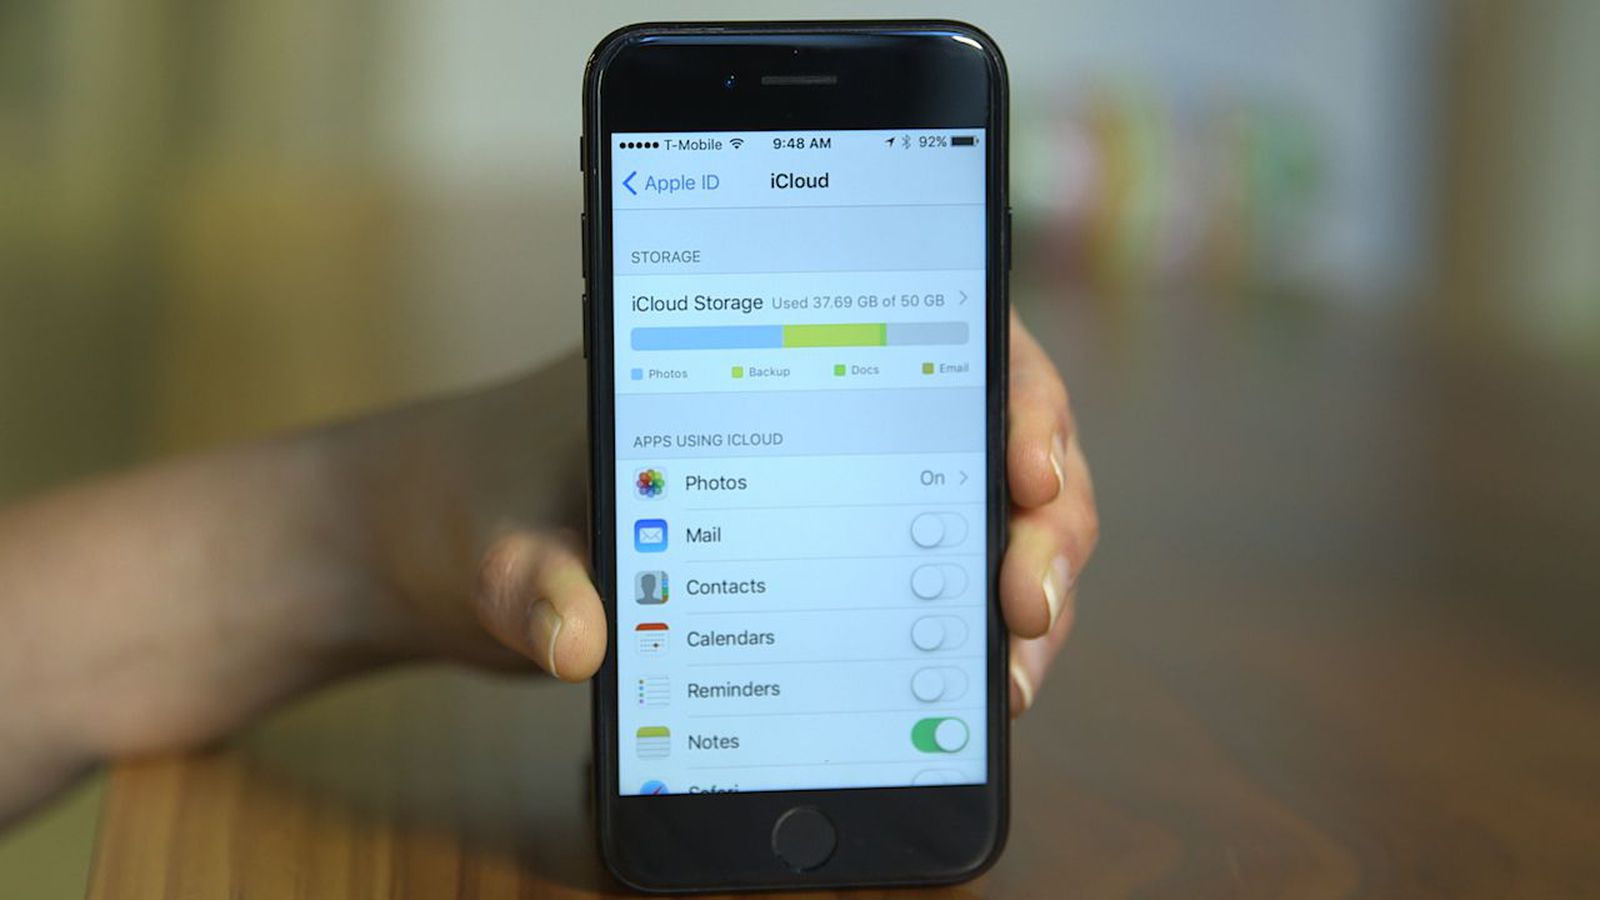 T-Mobile 9:48 AM 92%
Apple ID iCloud
STORAGE
iCloud Storage Used 37.69 GB of 50 GB
Photos Backup Docs Email
APPS USING ICLOUD
Photos On
Mail
Contacts
Calendars
Reminders
Notes
Safari